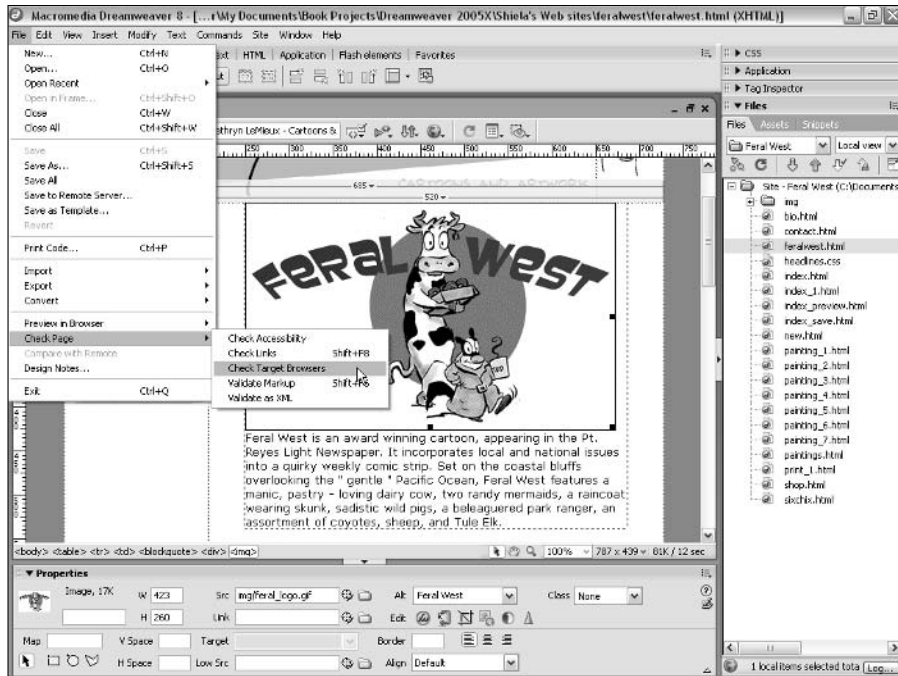 Macromedia Dreamweaver 8 - [...r\My Documents\Book Projects\Dreamweaver 2005X\Shiela's Web sites\feralwest\feralwest.html (XHTML)]
File Edit View Insert Modify Text Commands Site Window Help
New... Ctrl+N
Open... Ctrl+O
Open Recent
Open in Frame... Ctrl+Shift+O
Close Ctrl+W
Close All Ctrl+Shift+W
Save Ctrl+S
Save As... Ctrl+Shift+S
Save All
Save to Remote Server...
Save as Template...
Revert
Print Code... Ctrl+P
Import
Export
Convert
Preview in Browser
Check Page
Compare with Remote
Design Notes...
Exit Ctrl+Q
Check Accessibility
Check Links Shift+F8
Check Target Browsers
Validate Markup
Validate as XML
HTML Application Flash elements Favorites
thryn LeMieux - Cartoons &
250 300 350 400 450 500 550 600 650 700 750
685
CARTOONS AND ARTWORK
520
FERAL WEST
Feral West is an award winning cartoon, appearing in the Pt.
Reyes Light Newspaper. It incorporates local and national issues
into a quirky weekly comic strip. Set on the coastal bluffs
overlooking the " gentle " Pacific Ocean, Feral West features a
manic, pastry - loving dairy cow, two randy mermaids, a raincoat
wearing skunk, sadistic wild pigs, a beleaguered park ranger, an
assortment of coyotes, sheep, and Tule Elk.
<body> <table> <tr> <td> <blockquote> <div> <img>
100% 787 x 439 81K / 12 sec
Properties
Image, 17K W 423 Src img/feral_logo.gif Alt Feral West Class None
H 260 Link Edit
Map V Space Target Border
H Space Low Src Align Default
CSS
Application
Tag Inspector
Files
Files Assets Snippets
Feral West Local view
Site - Feral West (C:\Documents
img
bio.html
contact.html
feralwest.html
headlines.css
index.html
index_1.html
index_preview.html
index_save.html
new.html
painting_1.html
painting_2.html
painting_3.html
painting_4.html
painting_5.html
painting_6.html
painting_7.html
paintings.html
print_1.html
shop.html
sixchix.html
1 local items selected tota Log...